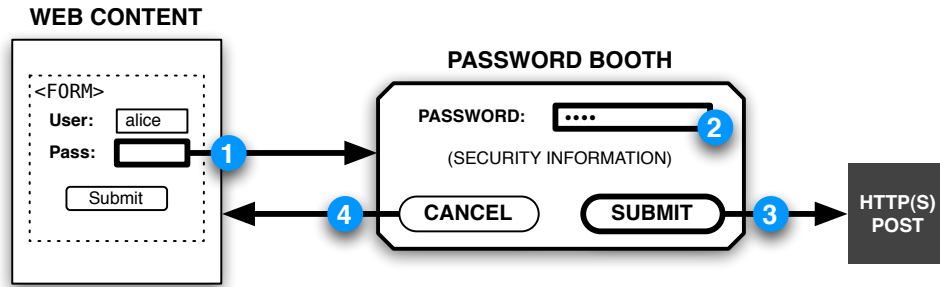 WEB CONTENT
<FORM>
User: alice
Pass:
Submit
1
PASSWORD BOOTH
PASSWORD: ••••
2
(SECURITY INFORMATION)
4
CANCEL
SUBMIT
3
HTTP(S)
POST